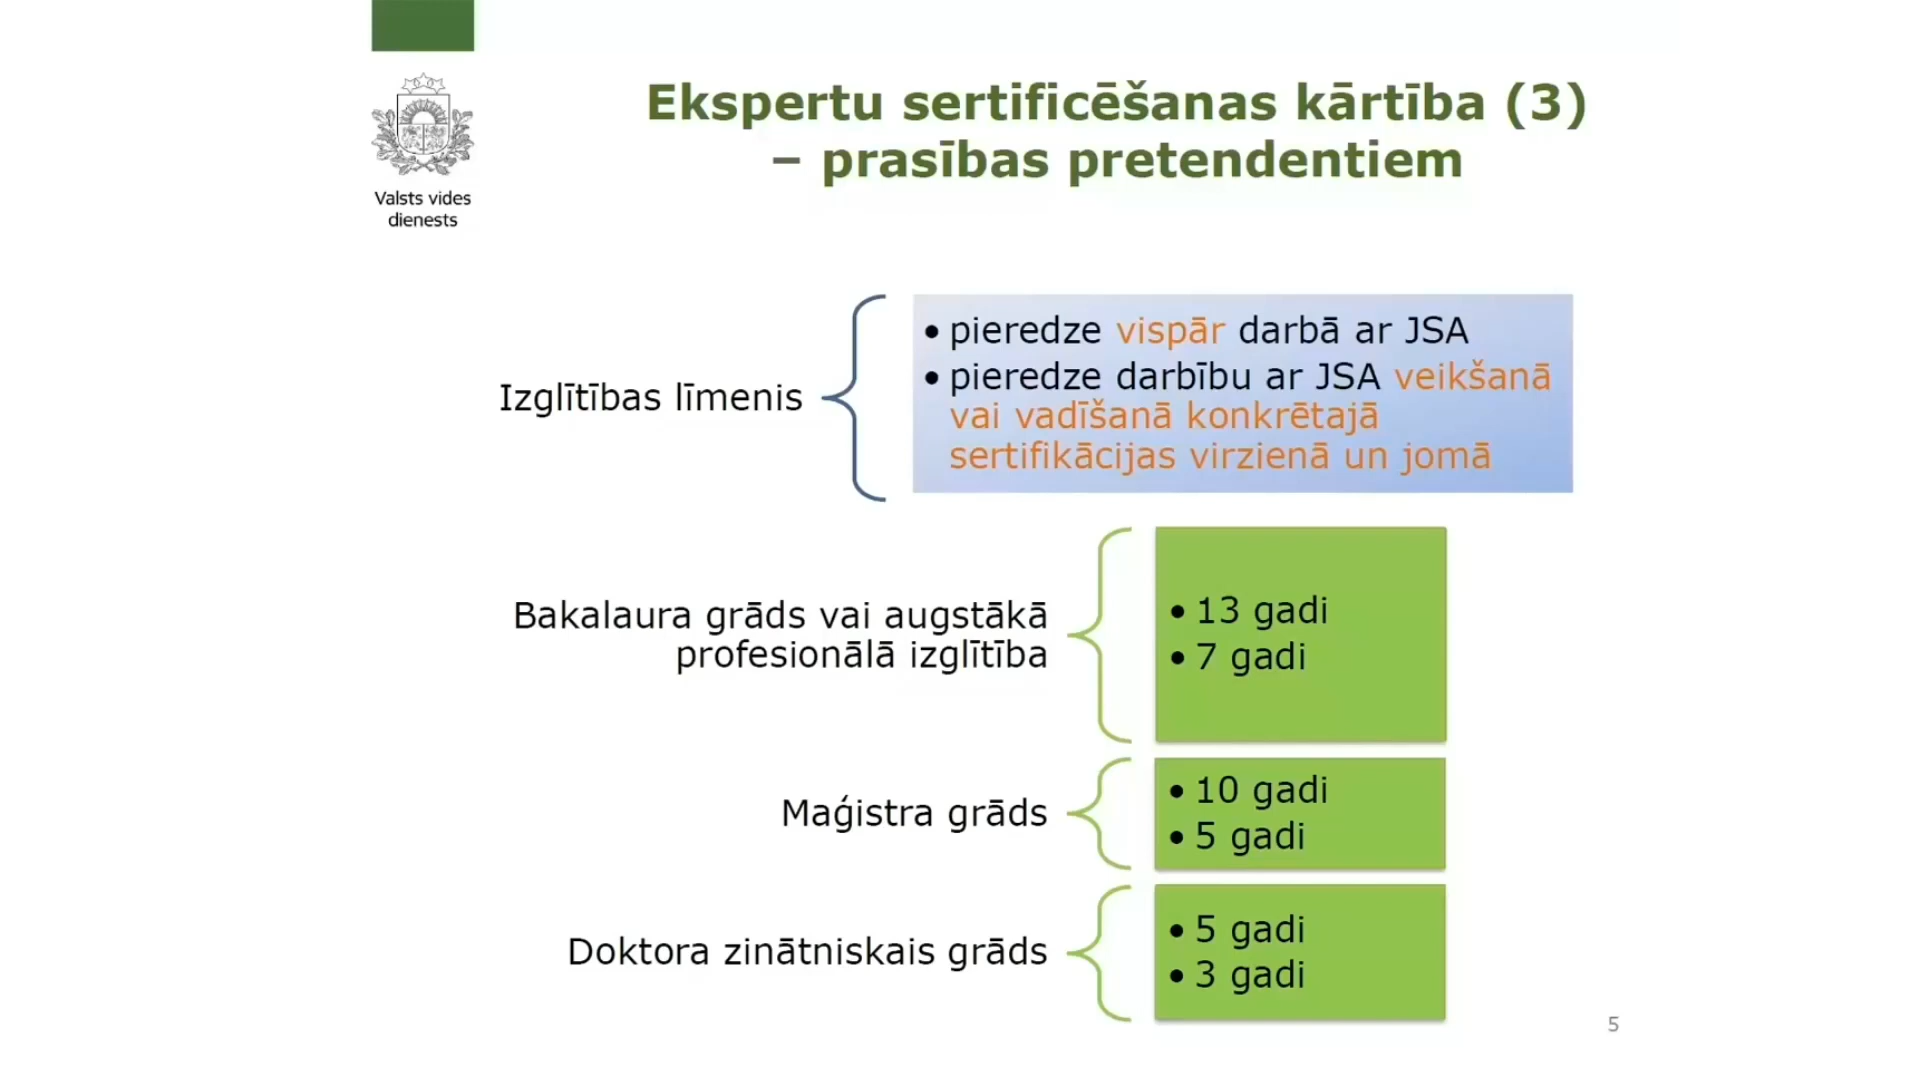 Valsts vides
dienests
Ekspertu sertificēšanas kārtība (3)
– prasības pretendentiem
Izglītības līmenis
• pieredze vispār darbā ar JSA
• pieredze darbību ar JSA veikšanā
vai vadīšanā konkrētajā
sertifikācijas virzienā un jomā
Bakalaura grāds vai augstākā
profesionālā izglītība
• 13 gadi
• 7 gadi
Maģistra grāds
• 10 gadi
• 5 gadi
Doktora zinātniskais grāds
• 5 gadi
• 3 gadi
5